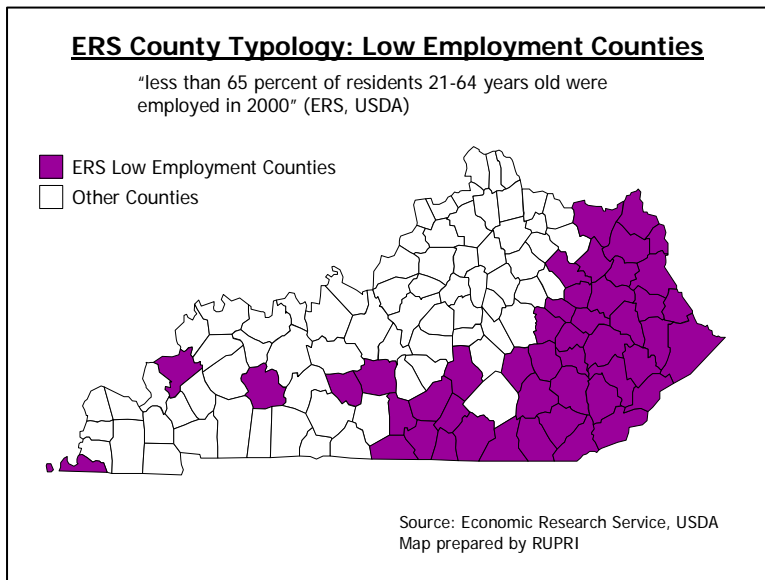 ERS County Typology: Low Employment Counties
“less than 65 percent of residents 21-64 years old were
employed in 2000” (ERS, USDA)
ERS Low Employment Counties
Other Counties
Source: Economic Research Service, USDA
Map prepared by RUPRI